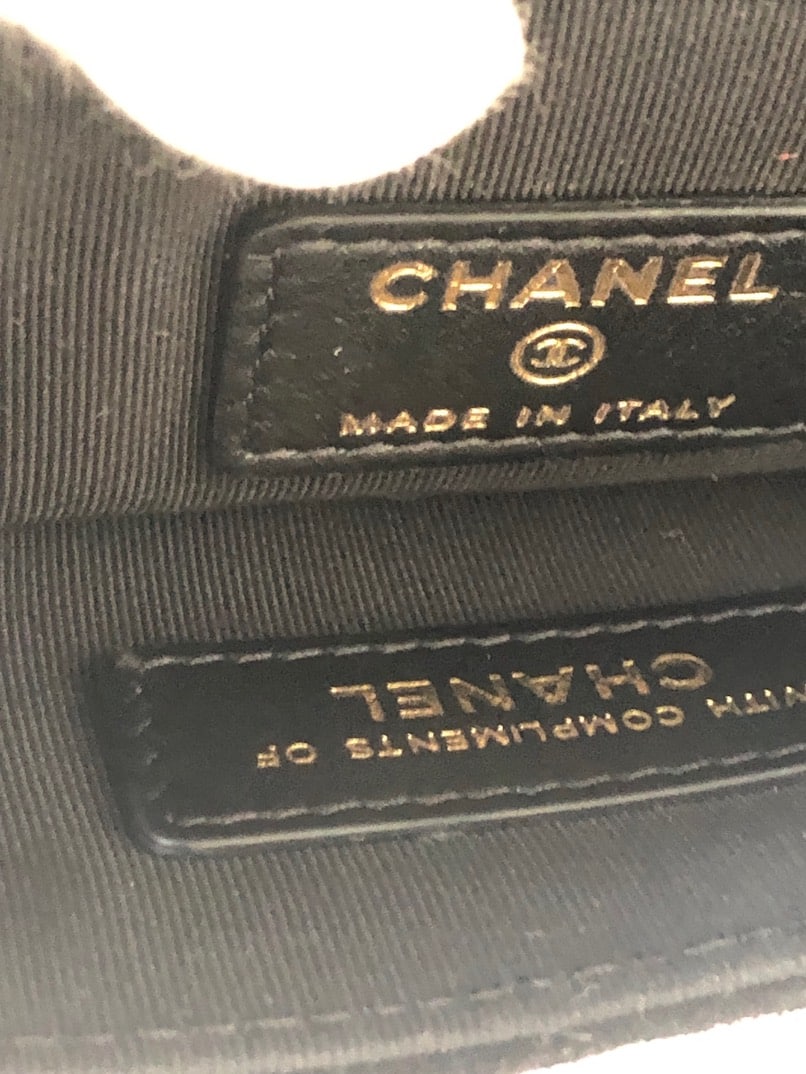 CHANEL
MADE IN ITALY
WITH COMPLIMENTS OF
CHANEL